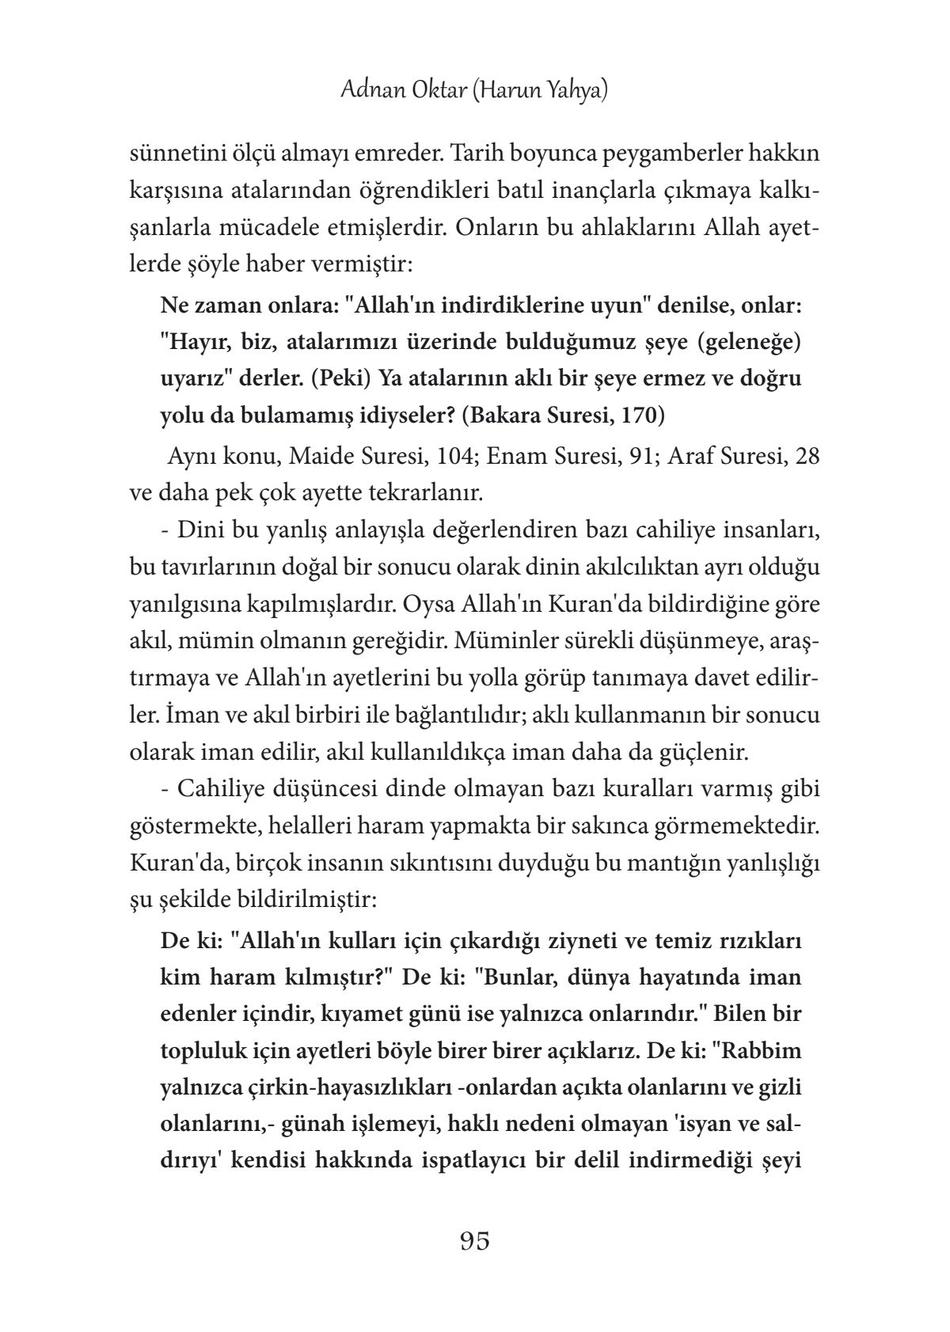 Adnan Oktar (Harun Yahya)
sünnetini ölçü almayı emreder. Tarih boyunca peygamberler hakkın
karşısına atalarından öğrendikleri batıl inançlarla çıkmaya kalkı-
şanlarla mücadele etmişlerdir. Onların bu ahlaklarını Allah ayet-
lerde şöyle haber vermiştir:
Ne zaman onlara: "Allah'ın indirdiklerine uyun" denilse, onlar:
"Hayır, biz, atalarımızı üzerinde bulduğumuz şeye (geleneğe)
uyarız" derler. (Peki) Ya atalarının aklı bir şeye ermez ve doğru
yolu da bulamamış idiyseler? (Bakara Suresi, 170)
Aynı konu, Maide Suresi, 104; Enam Suresi, 91; Araf Suresi, 28
ve daha pek çok ayette tekrarlanır.
- Dini bu yanlış anlayışla değerlendiren bazı cahiliye insanları,
bu tavırlarının doğal bir sonucu olarak dinin akılcılıktan ayrı olduğu
yanılgısına kapılmışlardır. Oysa Allah'ın Kuran'da bildirdiğine göre
akıl, mümin olmanın gereğidir. Müminler sürekli düşünmeye, araş-
tırmaya ve Allah'ın ayetlerini bu yolla görüp tanımaya davet edilir-
ler. İman ve akıl birbiri ile bağlantılıdır; aklı kullanmanın bir sonucu
olarak iman edilir, akıl kullanıldıkça iman daha da güçlenir.
- Cahiliye düşüncesi dinde olmayan bazı kuralları varmış gibi
göstermekte, helalleri haram yapmakta bir sakınca görmemektedir.
Kuran'da, birçok insanın sıkıntısını duyduğu bu mantığın yanlışlığı
şu şekilde bildirilmiştir:
De ki: "Allah'ın kulları için çıkardığı ziyneti ve temiz rızıkları
kim haram kılmıştır?" De ki: "Bunlar, dünya hayatında iman
edenler içindir, kıyamet günü ise yalnızca onlarındır." Bilen bir
topluluk için ayetleri böyle birer birer açıklarız. De ki: "Rabbim
yalnızca çirkin-hayasızlıkları -onlardan açıkta olanlarını ve gizli
olanlarını,- günah işlemeyi, haklı nedeni olmayan 'isyan ve sal-
dırıyı' kendisi hakkında ispatlayıcı bir delil indirmediği şeyi
95